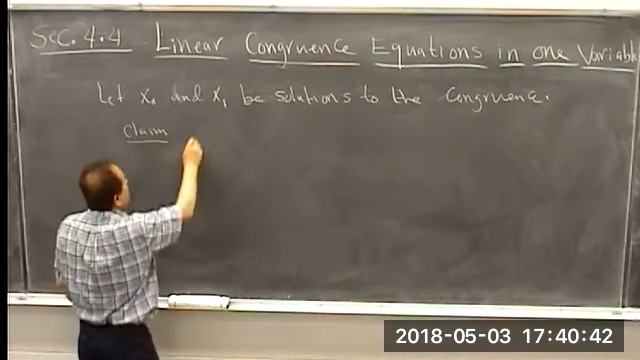 Sec. 4.4 Linear Congruence Equations in one Variable
Let x₀ and x₁ be solutions to the congruence.
Claim
2018-05-03 17:40:42